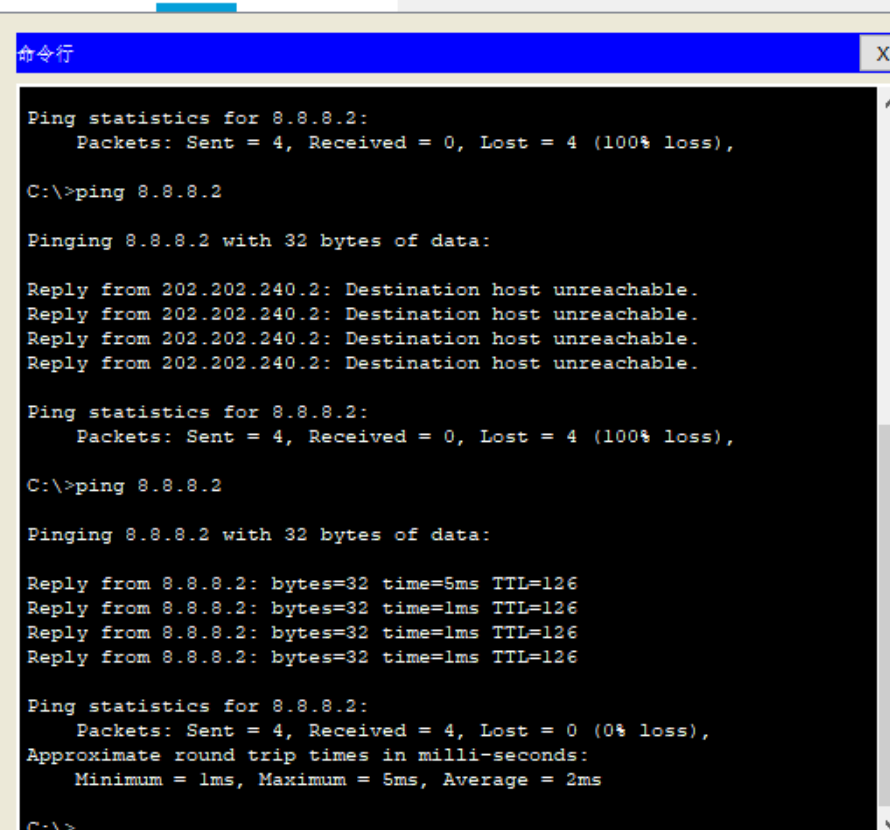 命令行
X
Ping statistics for 8.8.8.2:
Packets: Sent = 4, Received = 0, Lost = 4 (100% loss),
C:\>ping 8.8.8.2
Pinging 8.8.8.2 with 32 bytes of data:
Reply from 202.202.240.2: Destination host unreachable.
Reply from 202.202.240.2: Destination host unreachable.
Reply from 202.202.240.2: Destination host unreachable.
Reply from 202.202.240.2: Destination host unreachable.
Ping statistics for 8.8.8.2:
Packets: Sent = 4, Received = 0, Lost = 4 (100% loss),
C:\>ping 8.8.8.2
Pinging 8.8.8.2 with 32 bytes of data:
Reply from 8.8.8.2: bytes=32 time=5ms TTL=126
Reply from 8.8.8.2: bytes=32 time=1ms TTL=126
Reply from 8.8.8.2: bytes=32 time=1ms TTL=126
Reply from 8.8.8.2: bytes=32 time=1ms TTL=126
Ping statistics for 8.8.8.2:
Packets: Sent = 4, Received = 4, Lost = 0 (0% loss),
Approximate round trip times in milli-seconds:
Minimum = 1ms, Maximum = 5ms, Average = 2ms
C:\>